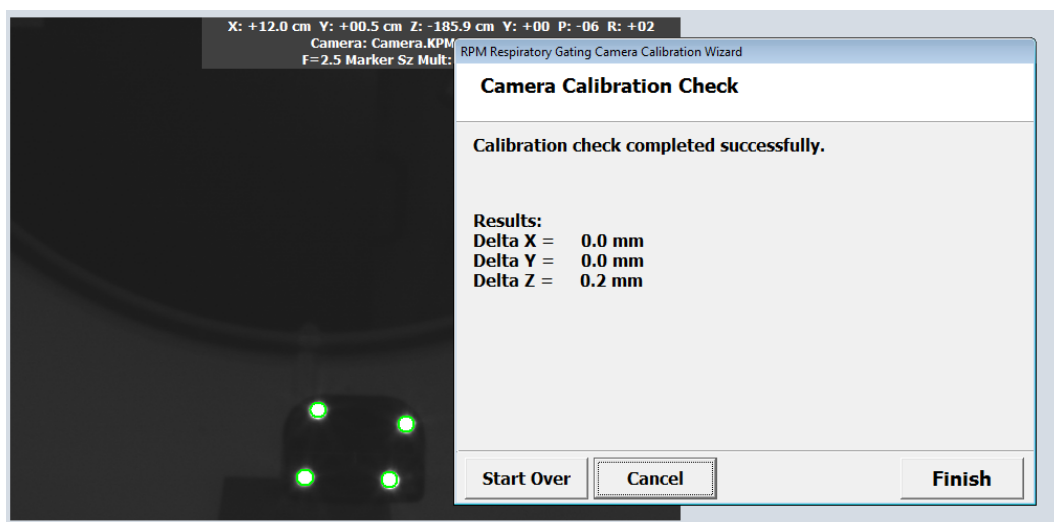 X: +12.0 cm Y: +00.5 cm Z: -185.9 cm Y: +00 P: -06 R: +02
Camera: Camera.KPM
F=2.5 Marker Sz Mult:
RPM Respiratory Gating Camera Calibration Wizard
Camera Calibration Check
Calibration check completed successfully.
Results:
Delta X = 0.0 mm
Delta Y = 0.0 mm
Delta Z = 0.2 mm
Start Over
Cancel
Finish